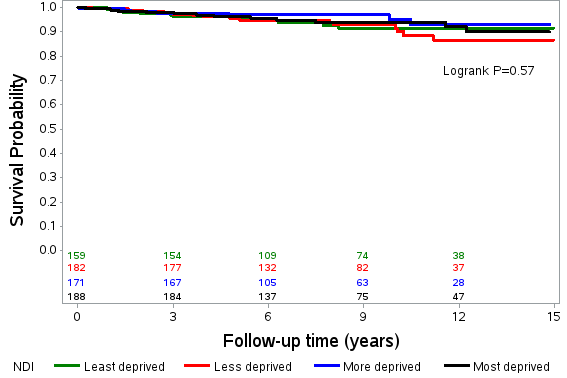 1.0
0.9
0.8
0.7
0.6
0.5
0.4
0.3
0.2
0.1
0.0
Survival Probability
Logrank P=0.57
159 154 109 74 38
182 177 132 82 37
171 167 105 63 28
188 184 137 75 47
0 3 6 9 12 15
Follow-up time (years)
NDI Least deprived Less deprived More deprived Most deprived